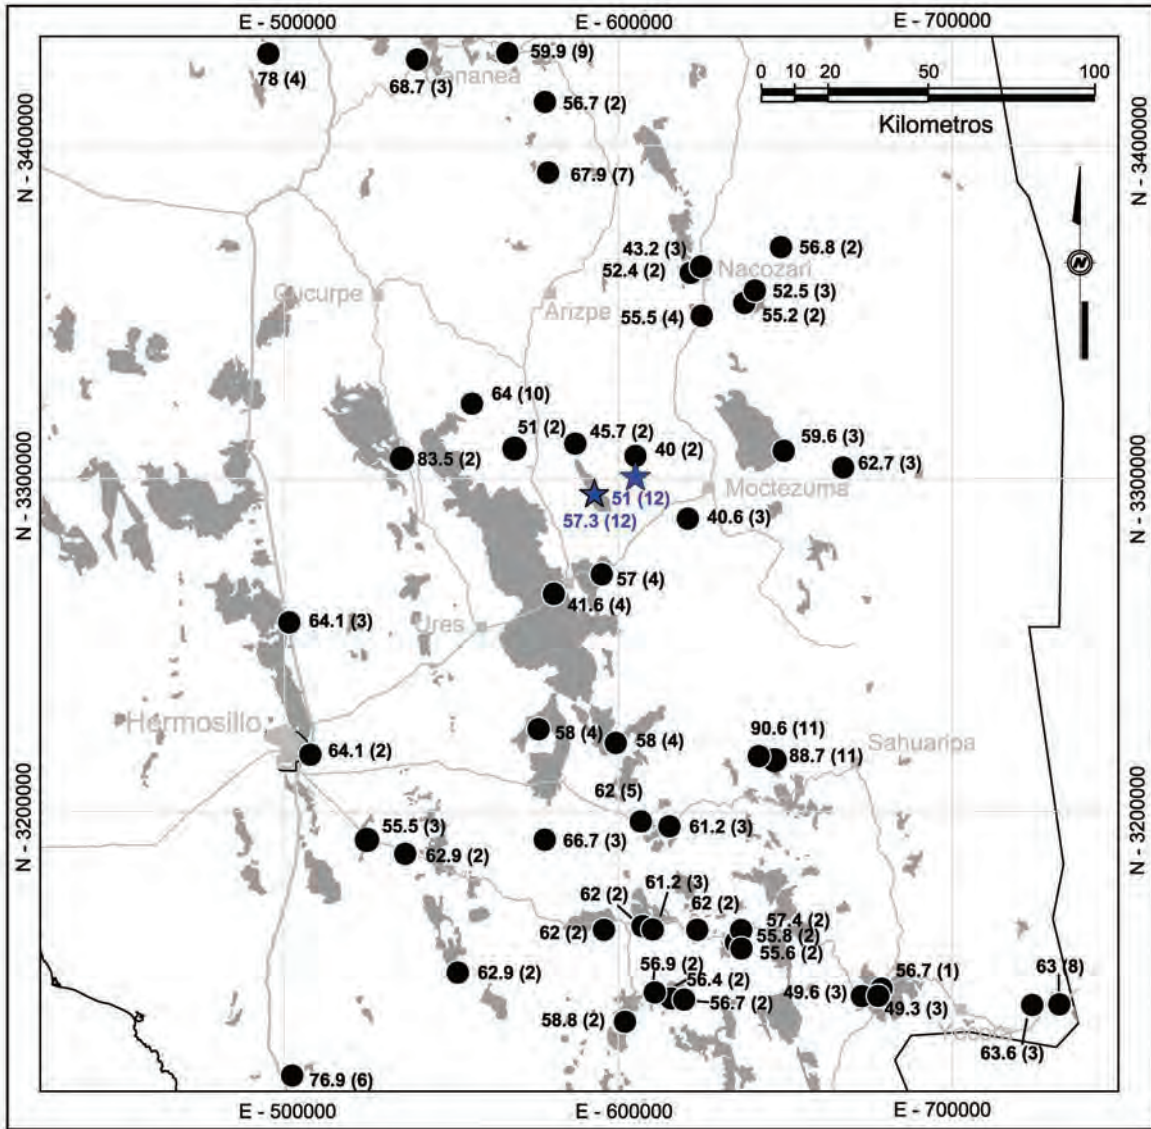 E - 500000
E - 600000
E - 700000
78 (4)
68.7 (3)
Cananea
59.9 (9)
56.7 (2)
67.9 (7)
0 10 20 50 100
Kilometros
N - 3400000
N - 3400000
N
43.2 (3)
52.4 (2)
Nacozari
56.8 (2)
52.5 (3)
55.2 (2)
55.5 (4)
Cucurpe
Arizpe
64 (10)
51 (2)
45.7 (2)
40 (2)
83.5 (2)
59.6 (3)
62.7 (3)
51 (12)
57.3 (12)
Moctezuma
40.6 (3)
N - 3300000
N - 3300000
57 (4)
41.6 (4)
64.1 (3)
Ures
Hermosillo
64.1 (2)
58 (4)
58 (4)
90.6 (11)
88.7 (11)
Sahuaripa
62 (5)
61.2 (3)
N - 3200000
N - 3200000
55.5 (3)
62.9 (2)
66.7 (3)
61.2 (3)
62 (2)
62 (2)
62 (2)
57.4 (2)
55.8 (2)
55.6 (2)
62.9 (2)
56.9 (2)
56.4 (2)
56.7 (2)
58.8 (2)
49.6 (3)
56.7 (1)
49.3 (3)
63 (8)
63.6 (3)
76.9 (6)
E - 500000
E - 600000
E - 700000